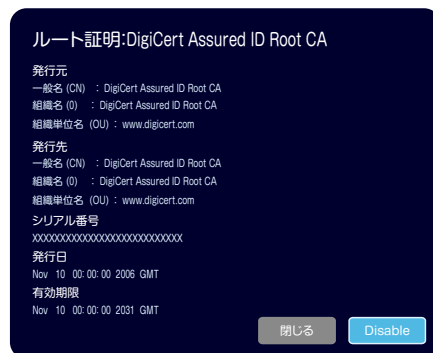 ルート証明:DigiCert Assured ID Root CA
発行元
一般名 (CN) : DigiCert Assured ID Root CA
組織名 (0) : DigiCert Assured ID Root CA
組織単位名 (OU) : www.digicert.com
発行先
一般名 (CN) : DigiCert Assured ID Root CA
組織名 (0) : DigiCert Assured ID Root CA
組織単位名 (OU) : www.digicert.com
シリアル番号
XXXXXXXXXXXXXXXXXXXXXXXXXXX
発行日
Nov 10 00:00:00 2006 GMT
有効期限
Nov 10 00:00:00 2031 GMT
閉じる Disable